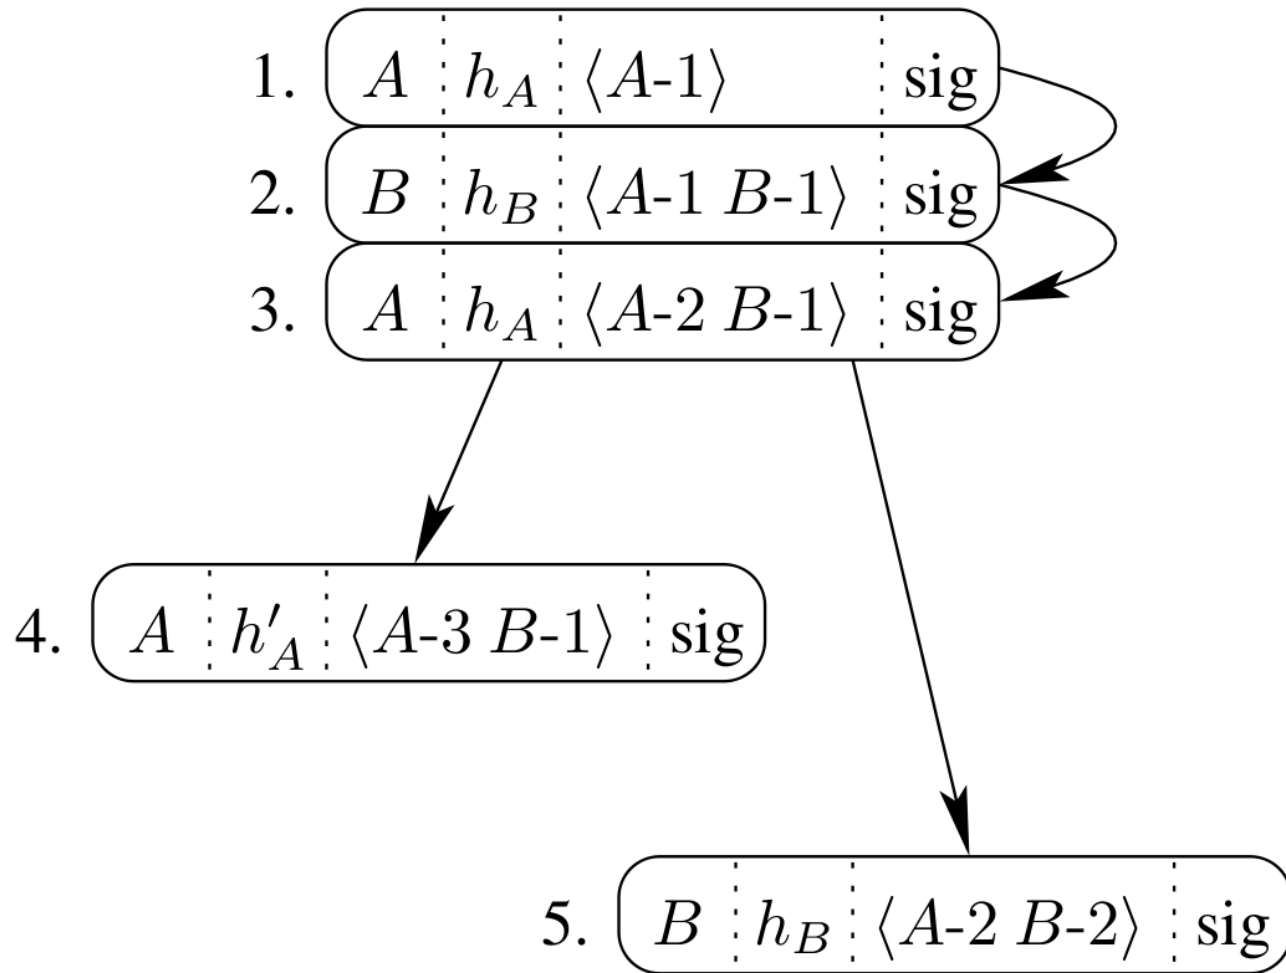 1. A h_A ⟨A-1⟩ sig
2. B h_B ⟨A-1 B-1⟩ sig
3. A h_A ⟨A-2 B-1⟩ sig
4. A h'_A ⟨A-3 B-1⟩ sig
5. B h_B ⟨A-2 B-2⟩ sig